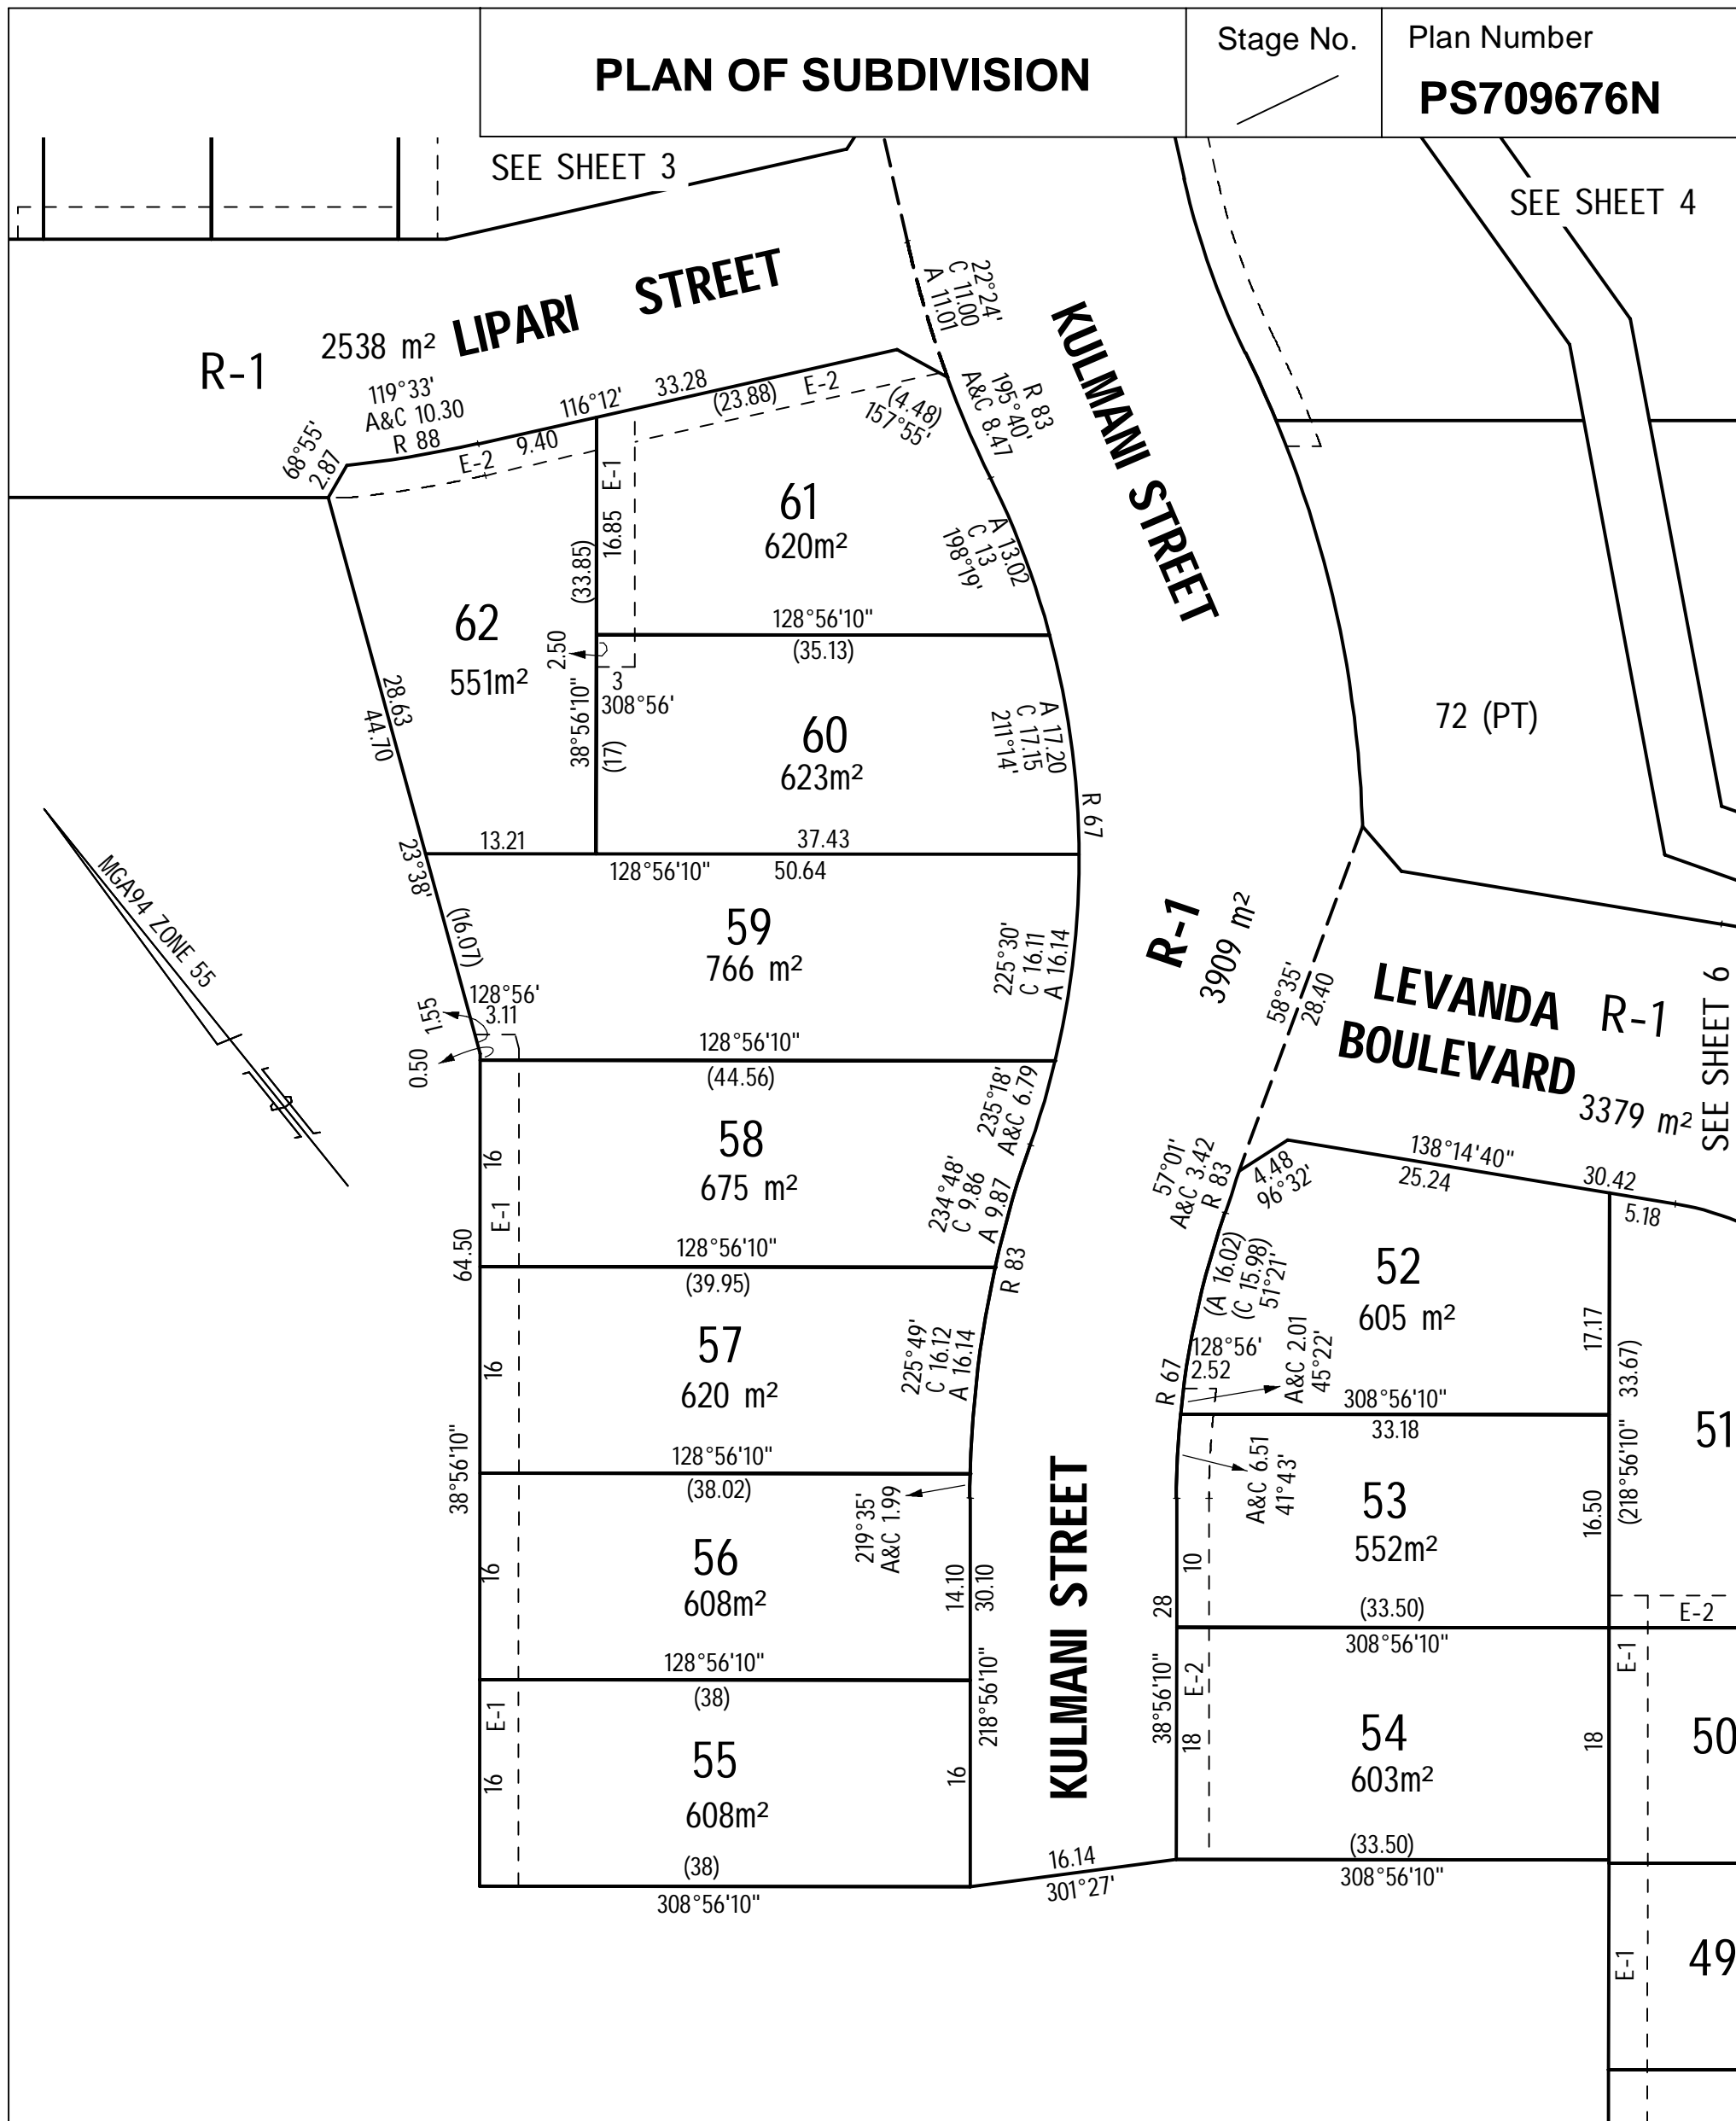 PLAN OF SUBDIVISION
Stage No.
Plan Number
PS709676N
SEE SHEET 3
SEE SHEET 4
LIPARI STREET
R-1
2538 m²
119°33'
A&C 10.30
R 88
68°55'
2.87
116°12'
33.28
(23.88)
E-2
9.40
E-2
(4.48)
157°55'
22°24'
C 11.00
A 11.01
R 83
195°40'
A&C 8.47
KULMANI STREET
E-1
16.85
(33.85)
61
620m²
A 13.02
C 13
198°19'
128°56'10"
(35.13)
62
551m²
2.50
3
308°56'
38°56'10"
(17)
60
623m²
A 17.20
C 17.15
211°14'
R 67
28.63
44.70
13.21
37.43
128°56'10"
50.64
72 (PT)
23°38'
(16.07)
MGA94 ZONE 55
59
766 m²
225°30'
C 16.11
A 16.14
R-1
3909 m²
58°35'
28.40
LEVANDA
BOULEVARD
R-1
3379 m²
SEE SHEET 6
1.55
0.50
128°56'
3.11
128°56'10"
(44.56)
58
675 m²
16
E-1
235°18'
A&C 6.79
234°48'
C 9.86
A 9.87
R 83
57°01'
A&C 3.42
R 83
4.48
96°32'
138°14'40"
25.24
30.42
5.18
64.50
128°56'10"
(39.95)
57
620 m²
16
225°49'
C 16.12
A 16.14
(A 16.02)
(C 15.98)
51°21'
52
605 m²
17.17
33.67)
(218°56'10"
51
R 67
128°56'
2.52
A&C 2.01
45°22'
308°56'10"
33.18
38°56'10"
128°56'10"
(38.02)
219°35'
A&C 1.99
A&C 6.51
41°43'
53
552m²
16.50
56
608m²
16
14.10
30.10
KULMANI STREET
28
10
(33.50)
308°56'10"
E-2
E-1
128°56'10"
(38)
E-1
16
55
608m²
16
218°56'10"
38°56'10"
E-2
18
54
603m²
18
50
(38)
308°56'10"
16.14
301°27'
(33.50)
308°56'10"
E-1
49